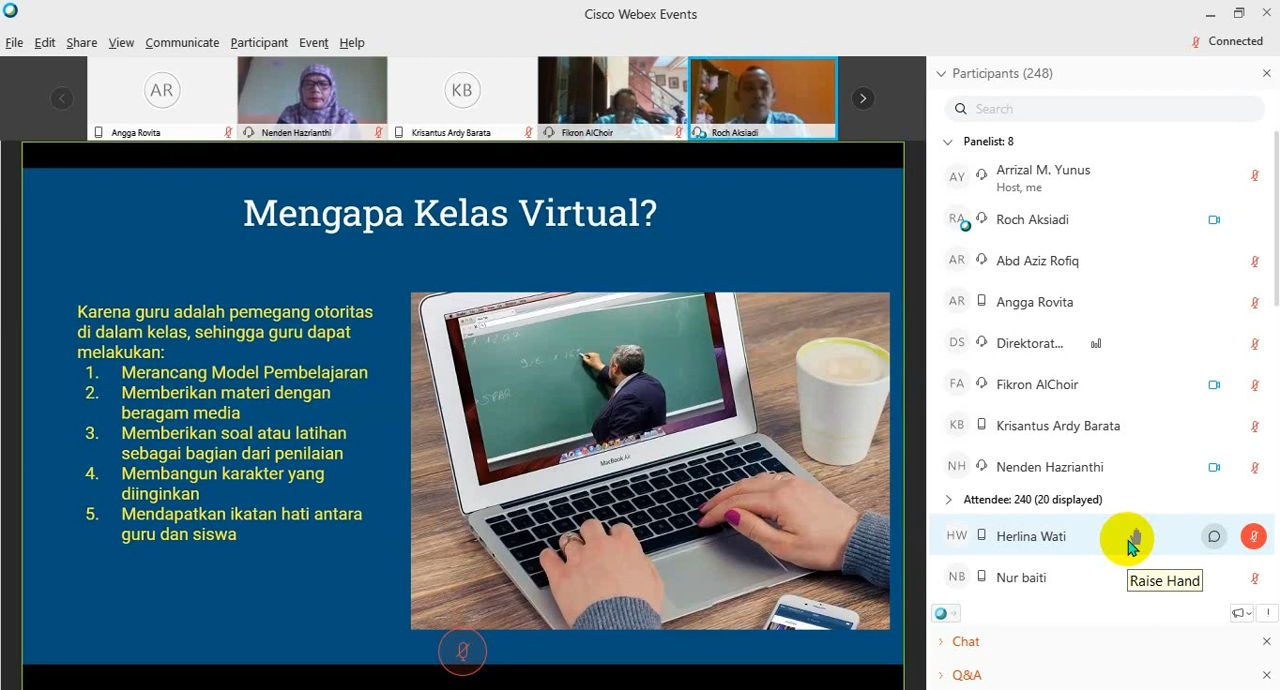 Cisco Webex Events
File Edit Share View Communicate Participant Event Help
Connected
AR
Angga Rovita
Nenden Hazrianthi
KB
Krisantus Ardy Barata
Fikron AlChoir
Roch Aksiadi
Mengapa Kelas Virtual?
Karena guru adalah pemegang otoritas
di dalam kelas, sehingga guru dapat
melakukan:
1. Merancang Model Pembelajaran
2. Memberikan materi dengan
beragam media
3. Memberikan soal atau latihan
sebagai bagian dari penilaian
4. Membangun karakter yang
diinginkan
5. Mendapatkan ikatan hati antara
guru dan siswa
MacBook Air
Participants (248)
Search
Panelist: 8
AY Arrizal M. Yunus
Host, me
RA Roch Aksiadi
AR Abd Aziz Rofiq
AR Angga Rovita
DS Direktorat...
FA Fikron AlChoir
KB Krisantus Ardy Barata
NH Nenden Hazrianthi
Attendee: 240 (20 displayed)
HW Herlina Wati
Raise Hand
NB Nur baiti
Chat
Q&A